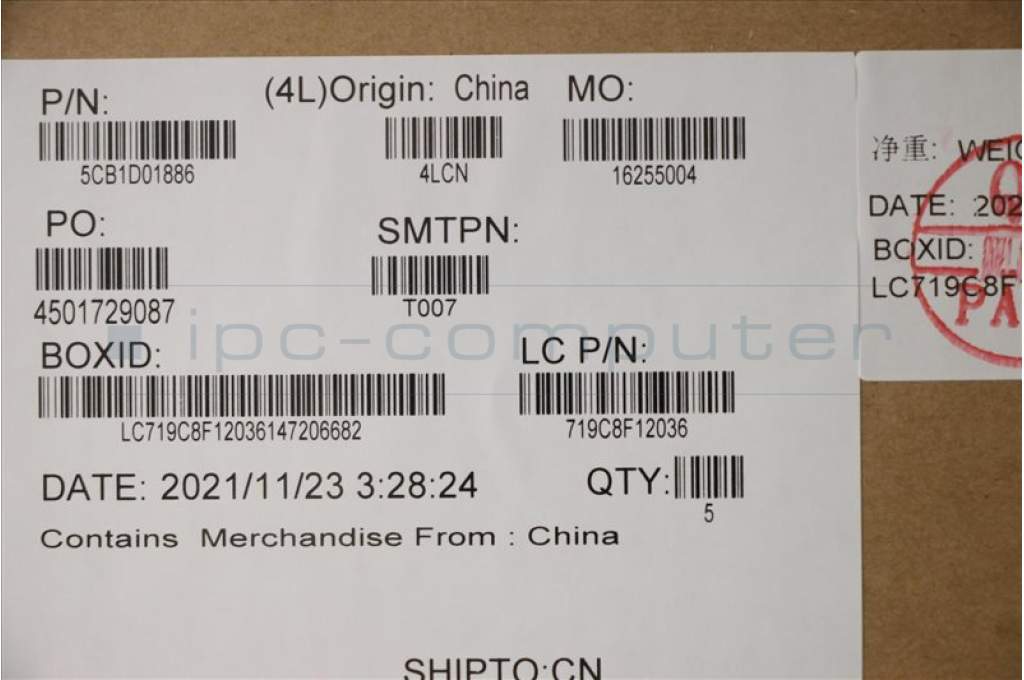 P/N:
(4L)Origin: China
MO:
5CB1D01886
4LCN
16255004
PO:
SMTPN:
4501729087
T007
BOXID:
LC P/N:
LC719C8F12036147206682
719C8F12036
DATE: 2021/11/23 3:28:24
QTY:
5
Contains Merchandise From : China
SHIPTO:CN
净重: WEIG
DATE: 202
BOXID:
LC719C8F
PA
ipc-computer